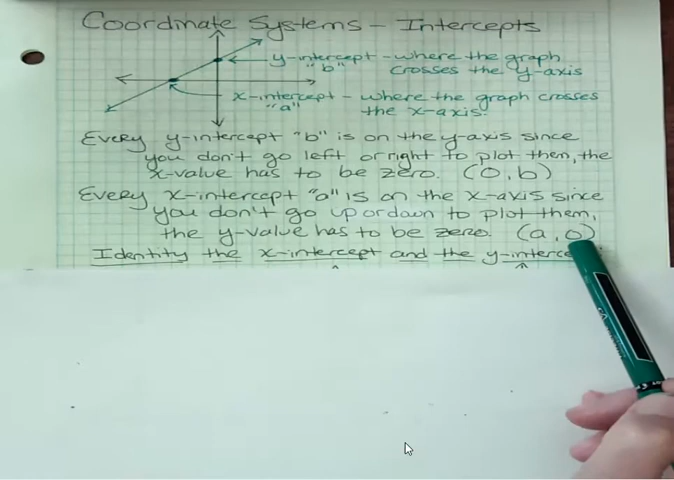 Coordinate Systems - Intercepts
y-intercept - where the graph
"b" crosses the y-axis
x-intercept - where the graph crosses
"a" the x-axis.
Every y-intercept "b" is on the y-axis since
you don't go left or right to plot them, the
x-value has to be zero. (0,b)
Every x-intercept "a" is on the x-axis since
you don't go up or down to plot them,
the y-value has to be zero. (a,0)
Identity the x-intercept and the y-interce